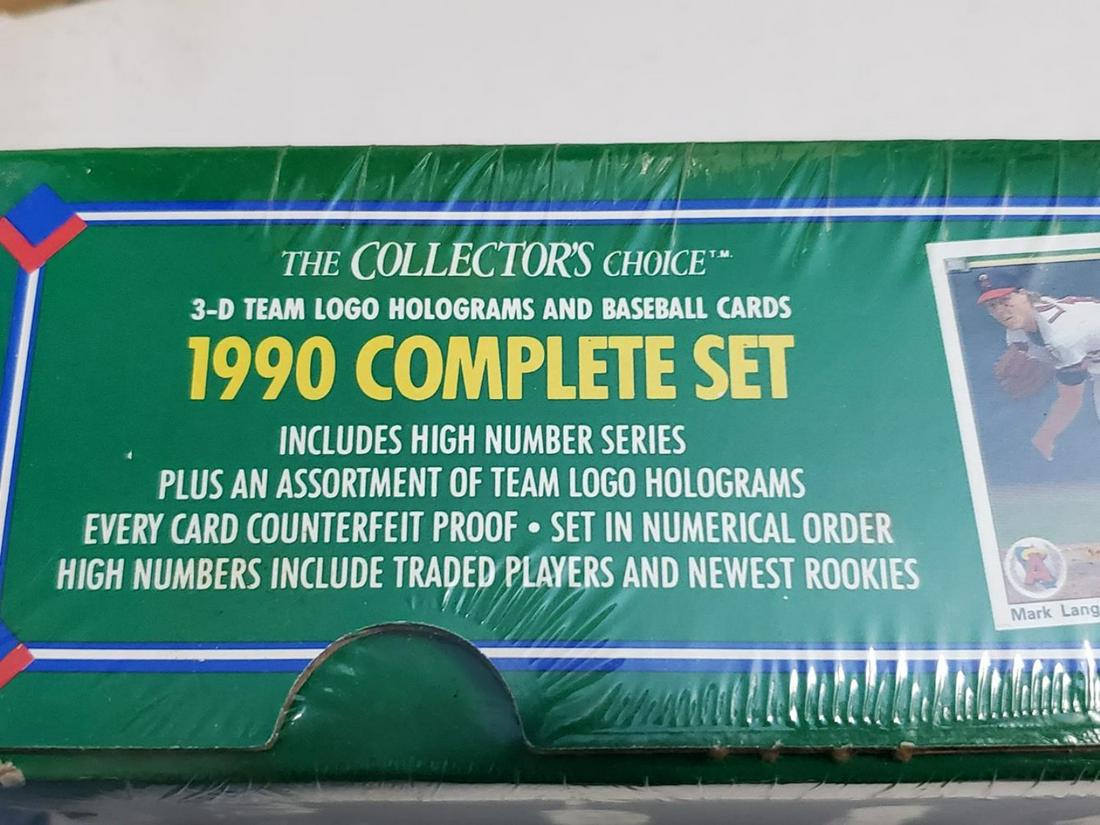 THE COLLECTOR'S CHOICE™
3-D TEAM LOGO HOLOGRAMS AND BASEBALL CARDS
1990 COMPLETE SET
INCLUDES HIGH NUMBER SERIES
PLUS AN ASSORTMENT OF TEAM LOGO HOLOGRAMS
EVERY CARD COUNTERFEIT PROOF • SET IN NUMERICAL ORDER
HIGH NUMBERS INCLUDE TRADED PLAYERS AND NEWEST ROOKIES
A
Mark Lang